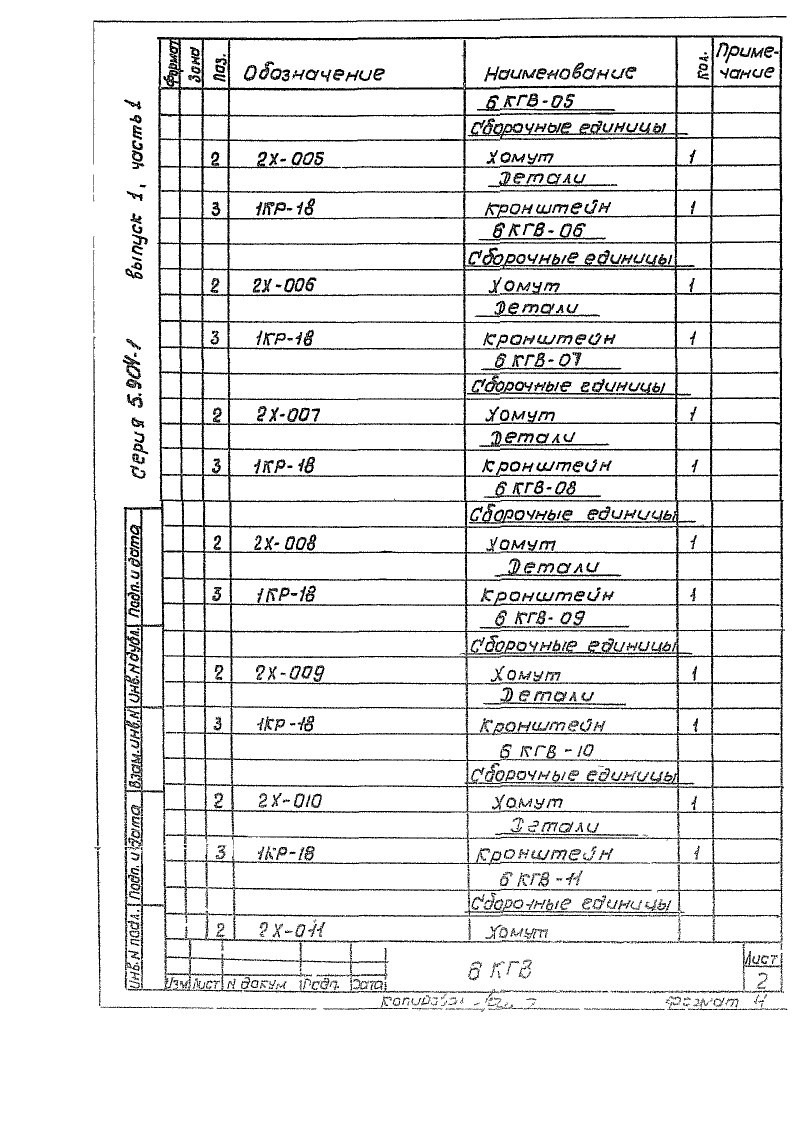 Серия 5.904-1 выпуск 1, часть 1
Формат Зона Поз. Обозначение Наименование Кол. Приме-
чание
6 КГВ-05
Сборочные единицы
2 2Х-005 Хомут 1
Детали
3 1КР-18 Кронштейн 1
6 КГВ-06
Сборочные единицы
2 2Х-006 Хомут 1
Детали
3 1КР-18 Кронштейн 1
6 КГВ-07
Сборочные единицы
2 2Х-007 Хомут 1
Детали
3 1КР-18 Кронштейн 1
6 КГВ-08
Сборочные единицы
2 2Х-008 Хомут 1
Детали
3 1КР-18 Кронштейн 1
6 КГВ-09
Сборочные единицы
2 2Х-009 Хомут 1
Детали
3 1КР-18 Кронштейн 1
6 КГВ-10
Сборочные единицы
2 2Х-010 Хомут 1
Детали
3 1КР-18 Кронштейн 1
6 КГВ-11
Сборочные единицы
2 2Х-011 Хомут
Инв.N подл. Подп. и дата Взам.инв.N Инв.N дубл. Подп. и дата
Изм Лист N докум. Подп. Дата
6 КГВ
Лист
2
Копировал
Формат 11